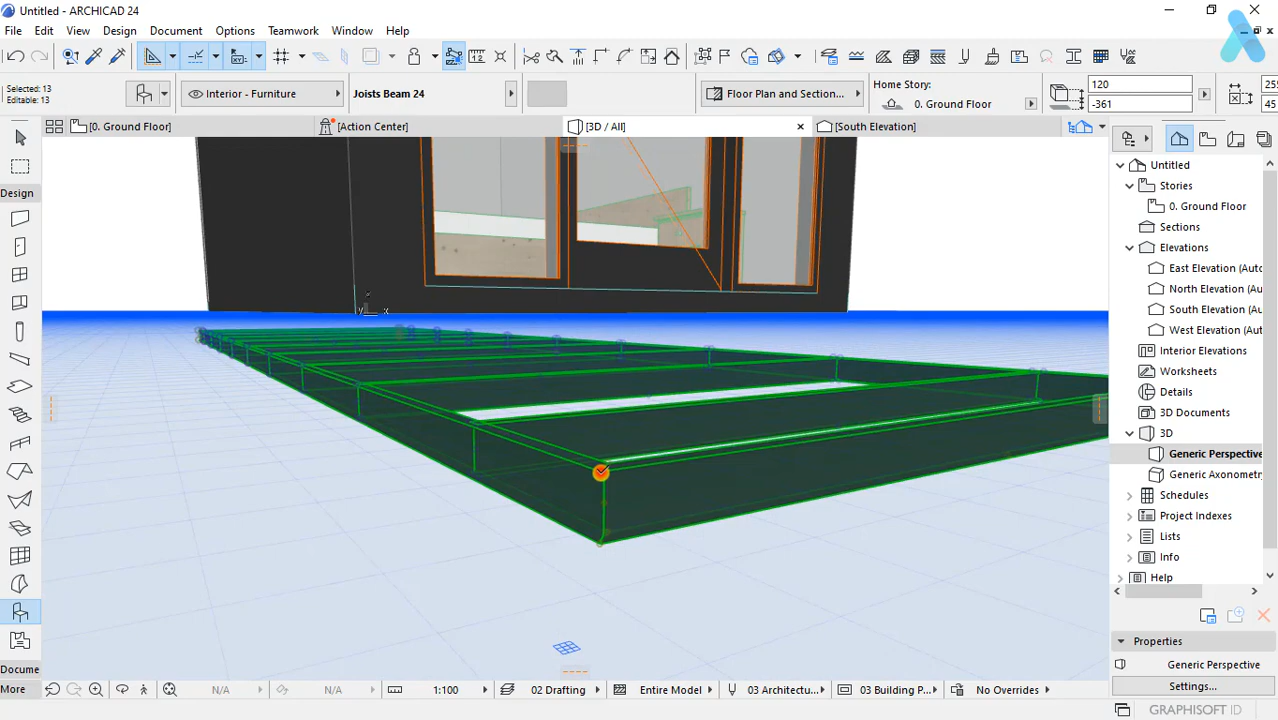 Untitled - ARCHICAD 24
File Edit View Design Document Options Teamwork Window Help
Selected: 13
Editable: 13
Interior - Furniture
Joists Beam 24
Floor Plan and Section...
Home Story:
0. Ground Floor
120
-361
255
45
[0. Ground Floor]
[Action Center]
[3D / All]
[South Elevation]
Design
Docume
More
y
x
Untitled
Stories
0. Ground Floor
Sections
Elevations
East Elevation (Auto
North Elevation (Au
South Elevation (Au
West Elevation (Aut
Interior Elevations
Worksheets
Details
3D Documents
3D
Generic Perspective
Generic Axonometr
Schedules
Project Indexes
Lists
Info
Help
Properties
Generic Perspective
Settings...
N/A
N/A
1:100
02 Drafting
Entire Model
03 Architectu...
03 Building P...
No Overrides
GRAPHISOFT ID